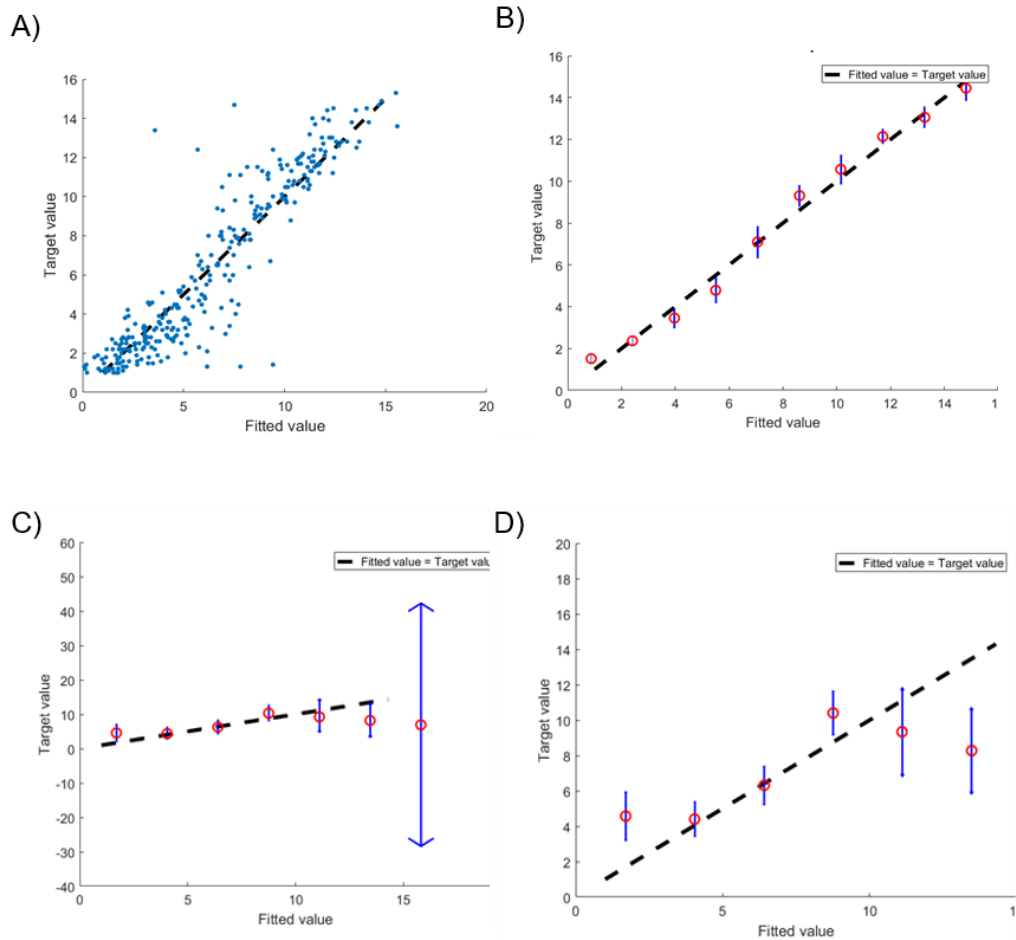 A)
16
14
12
10
8
6
4
2
0
Target value
0 5 10 15 20
Fitted value
B)
Fitted value = Target value
16
14
12
10
8
6
4
2
0
Target value
0 2 4 6 8 10 12 14 1
Fitted value
C)
Fitted value = Target valu
60
50
40
30
20
10
0
-10
-20
-30
-40
Target value
0 5 10 15
Fitted value
D)
Fitted value = Target value
20
18
16
14
12
10
8
6
4
2
0
Target value
0 5 10 1
Fitted value